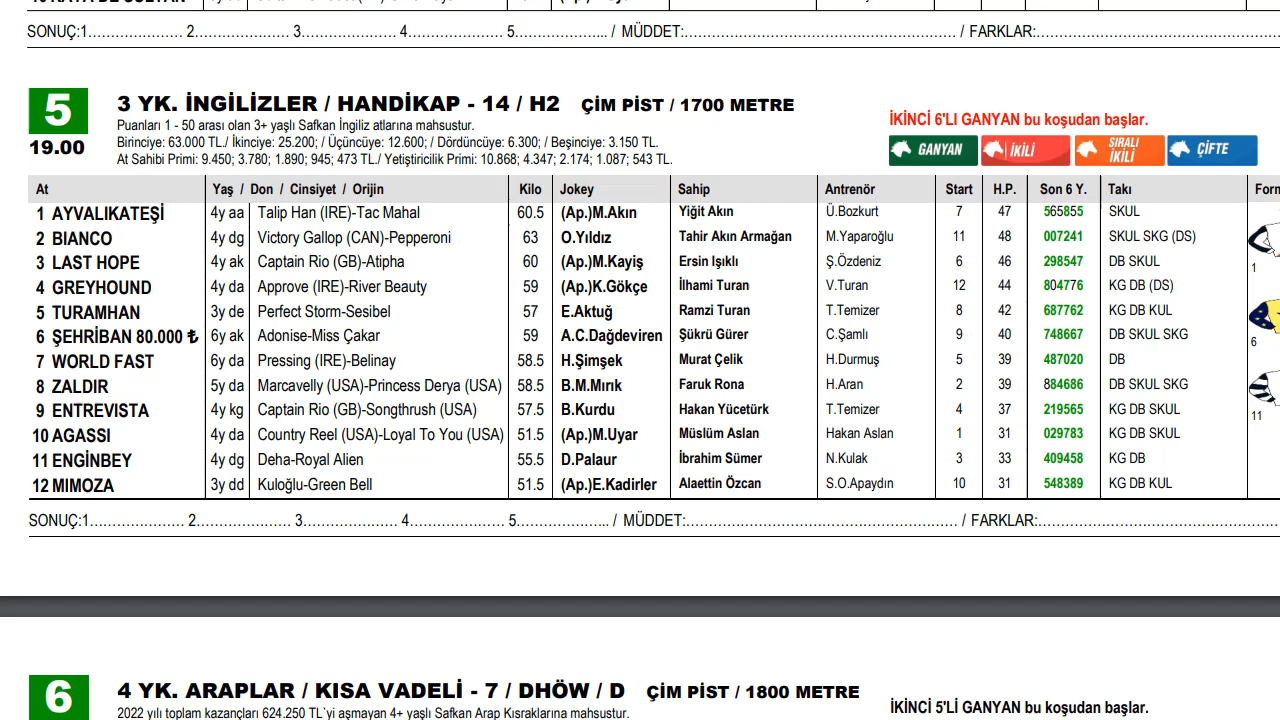 SONUÇ:1..................... 2..................... 3..................... 4..................... 5..................... / MÜDDET:............................................................. / FARKLAR:......................................................
5
19.00
3 YK. İNGİLİZLER / HANDİKAP - 14 / H2 ÇİM PİST / 1700 METRE
Puanları 1 - 50 arası olan 3+ yaşlı Safkan İngiliz atlarına mahsustur.
Birinciye: 63.000 TL./ İkinciye: 25.200; / Üçüncüye: 12.600; / Dördüncüye: 6.300; / Beşinciye: 3.150 TL.
At Sahibi Primi: 9.450; 3.780; 1.890; 945; 473 TL./ Yetiştiricilik Primi: 10.868; 4.347; 2.174; 1.087; 543 TL.
İKİNCİ 6'LI GANYAN bu koşudan başlar.
GANYAN İKİLİ SIRALI İKİLİ ÇİFTE
At Yaş / Don / Cinsiyet / Orijin Kilo Jokey Sahip Antrenör Start H.P. Son 6 Y. Takı Form
1 AYVALIKATEŞİ 4y aa Talip Han (IRE)-Tac Mahal 60.5 (Ap.)M.Akın Yiğit Akın Ü.Bozkurt 7 47 565855 SKUL
2 BIANCO 4y dg Victory Gallop (CAN)-Pepperoni 63 O.Yıldız Tahir Akın Armağan M.Yaparoğlu 11 48 007241 SKUL SKG (DS)
3 LAST HOPE 4y ak Captain Rio (GB)-Atipha 60 (Ap.)M.Kayiş Ersin Işıklı Ş.Özdeniz 6 46 298547 DB SKUL 1
4 GREYHOUND 4y da Approve (IRE)-River Beauty 59 (Ap.)K.Gökçe İlhami Turan V.Turan 12 44 804776 KG DB (DS)
5 TURAMHAN 3y de Perfect Storm-Sesibel 57 E.Aktuğ Ramzi Turan T.Temizer 8 42 687762 KG DB KUL
6 ŞEHRİBAN 80.000 ₺ 6y ak Adonise-Miss Çakar 59 A.C.Dağdeviren Şükrü Gürer C.Şamlı 9 40 748667 DB SKUL SKG 6
7 WORLD FAST 6y da Pressing (IRE)-Belinay 58.5 H.Şimşek Murat Çelik H.Durmuş 5 39 487020 DB
8 ZALDIR 5y da Marcavelly (USA)-Princess Derya (USA) 58.5 B.M.Mırık Faruk Rona H.Aran 2 39 884686 DB SKUL SKG
9 ENTREVISTA 4y kg Captain Rio (GB)-Songthrush (USA) 57.5 B.Kurdu Hakan Yücetürk T.Temizer 4 37 219565 KG DB SKUL 11
10 AGASSI 4y da Country Reel (USA)-Loyal To You (USA) 51.5 (Ap.)M.Uyar Müslüm Aslan Hakan Aslan 1 31 029783 KG DB SKUL
11 ENGİNBEY 4y dg Deha-Royal Alien 55.5 D.Palaur İbrahim Sümer N.Kulak 3 33 409458 KG DB
12 MIMOZA 3y dd Kuloğlu-Green Bell 51.5 (Ap.)E.Kadirler Alaettin Özcan S.O.Apaydın 10 31 548389 KG DB KUL
SONUÇ:1..................... 2..................... 3..................... 4..................... 5..................... / MÜDDET:............................................................. / FARKLAR:......................................................
6
4 YK. ARAPLAR / KISA VADELİ - 7 / DHÖW / D ÇİM PİST / 1800 METRE
2022 yılı toplam kazançları 624.250 TL`yi aşmayan 4+ yaşlı Safkan Arap Kısraklarına mahsustur.
İKİNCİ 5'Lİ GANYAN bu koşudan başlar.